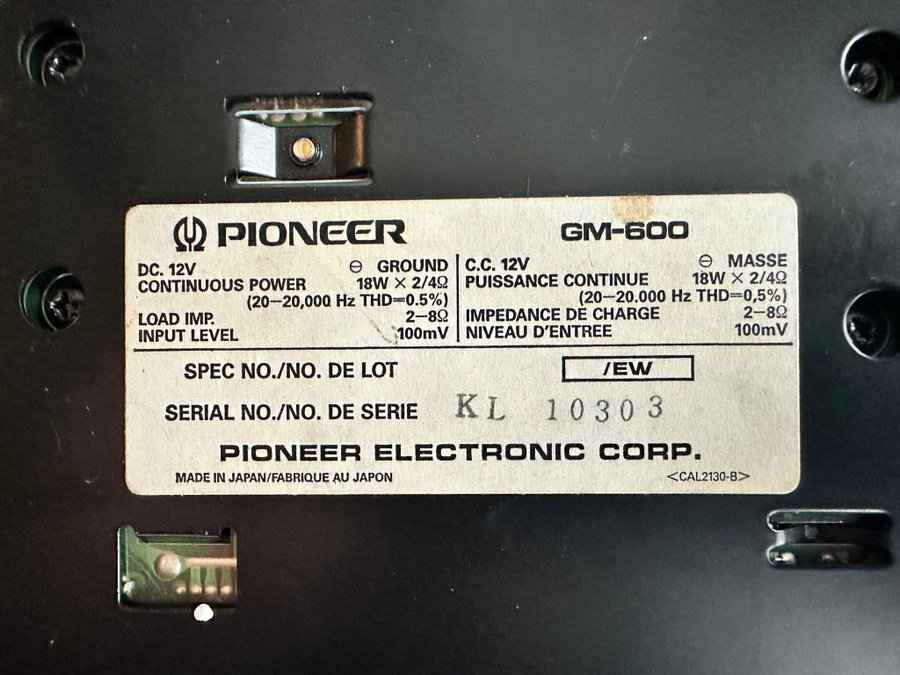 PIONEER GM-600
DC. 12V ⊖ GROUND
CONTINUOUS POWER 18W × 2/4Ω
(20–20,000 Hz THD=0.5%)
LOAD IMP. 2–8Ω
INPUT LEVEL 100mV
C.C. 12V ⊖ MASSE
PUISSANCE CONTINUE 18W × 2/4Ω
(20–20.000 Hz THD=0,5%)
IMPEDANCE DE CHARGE 2–8Ω
NIVEAU D'ENTREE 100mV
SPEC NO./NO. DE LOT /EW
SERIAL NO./NO. DE SERIE KL 10303
PIONEER ELECTRONIC CORP.
MADE IN JAPAN/FABRIQUE AU JAPON <CAL2130-B>